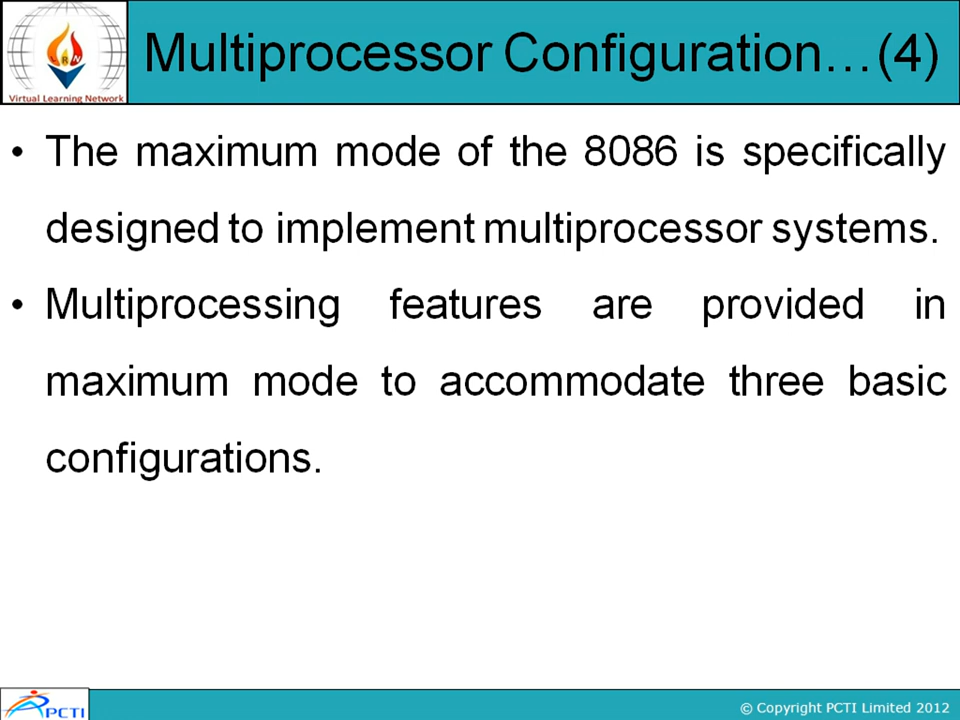 Multiprocessor Configuration...(4)
Virtual Learning Network
• The maximum mode of the 8086 is specifically
designed to implement multiprocessor systems.
• Multiprocessing features are provided in
maximum mode to accommodate three basic
configurations.
PCTI
© Copyright PCTI Limited 2012